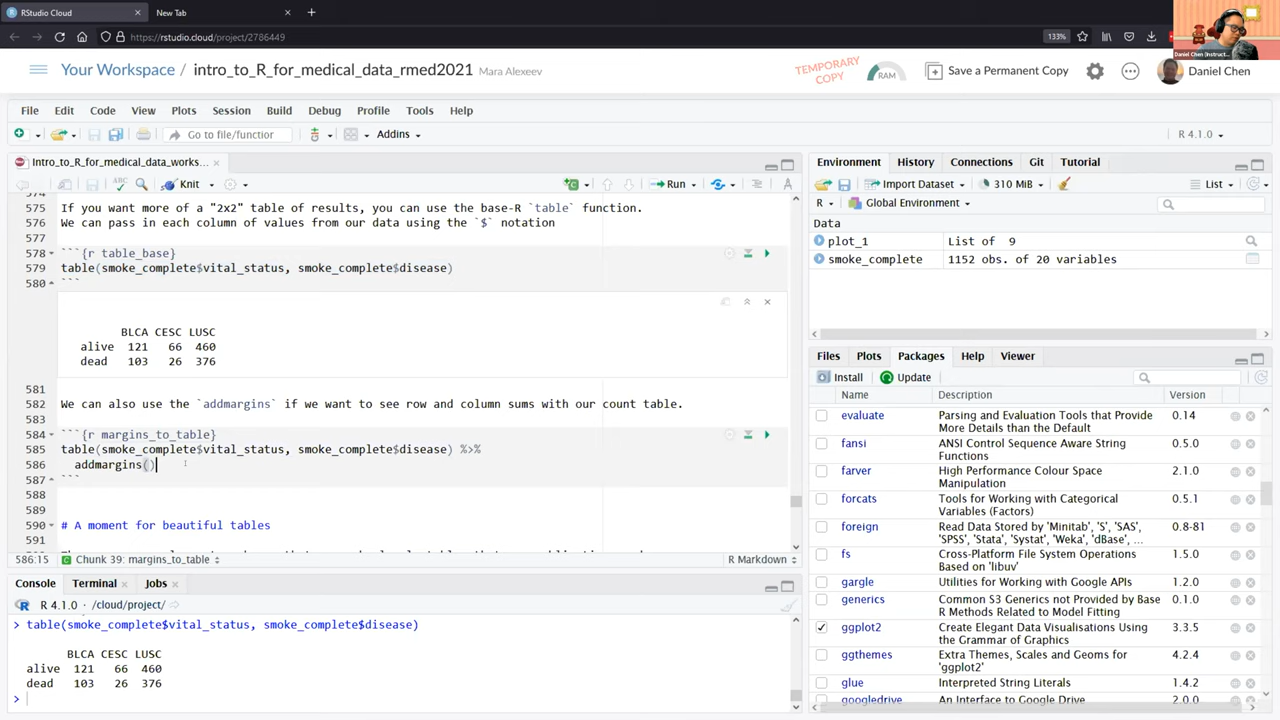 RStudio Cloud
New Tab
https://rstudio.cloud/project/2786449
133%
Your Workspace / intro_to_R_for_medical_data_rmed2021 Mara Alexeev
TEMPORARY COPY
RAM
Save a Permanent Copy
Daniel Chen
File Edit Code View Plots Session Build Debug Profile Tools Help
Go to file/functior
Addins
R 4.1.0
Intro_to_R_for_medical_data_works...
Knit
Run
574
575 If you want more of a "2x2" table of results, you can use the base-R `table` function.
576 We can pass in each column of values from our data using the `$` notation
577
578 ```{r table_base}
579 table(smoke_complete$vital_status, smoke_complete$disease)
580 ```
BLCA CESC LUSC
alive 121 66 460
dead 103 26 376
581
582 We can also use the `addmargins` if we want to see row and column sums with our count table.
583
584 ```{r margins_to_table}
585 table(smoke_complete$vital_status, smoke_complete$disease) %>%
586 addmargins()
587 ```
588
589
590 # A moment for beautiful tables
591
586:15 Chunk 39: margins_to_table
R Markdown
Console Terminal Jobs
R 4.1.0 · /cloud/project/
> table(smoke_complete$vital_status, smoke_complete$disease)
BLCA CESC LUSC
alive 121 66 460
dead 103 26 376
>
Environment History Connections Git Tutorial
Import Dataset
310 MiB
List
R
Global Environment
Data
plot_1 List of 9
smoke_complete 1152 obs. of 20 variables
Files Plots Packages Help Viewer
Install Update
Name Description Version
evaluate Parsing and Evaluation Tools that Provide More Details than the Default 0.14
fansi ANSI Control Sequence Aware String Functions 0.5.0
farver High Performance Colour Space Manipulation 2.1.0
forcats Tools for Working with Categorical Variables (Factors) 0.5.1
foreign Read Data Stored by 'Minitab', 'S', 'SAS', 'SPSS', 'Stata', 'Systat', 'Weka', 'dBase', ... 0.8-81
fs Cross-Platform File System Operations Based on 'libuv' 1.5.0
gargle Utilities for Working with Google APIs 1.2.0
generics Common S3 Generics not Provided by Base R Methods Related to Model Fitting 0.1.0
ggplot2 Create Elegant Data Visualisations Using the Grammar of Graphics 3.3.5
ggthemes Extra Themes, Scales and Geoms for 'ggplot2' 4.2.4
glue Interpreted String Literals 1.4.2
googledrive An Interface to Google Drive 2.0.0